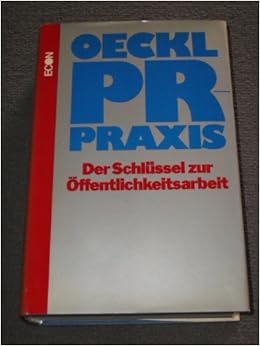 ECON
OECKL
PR-
PRAXIS
Der Schlüssel zur
Öffentlichkeitsarbeit